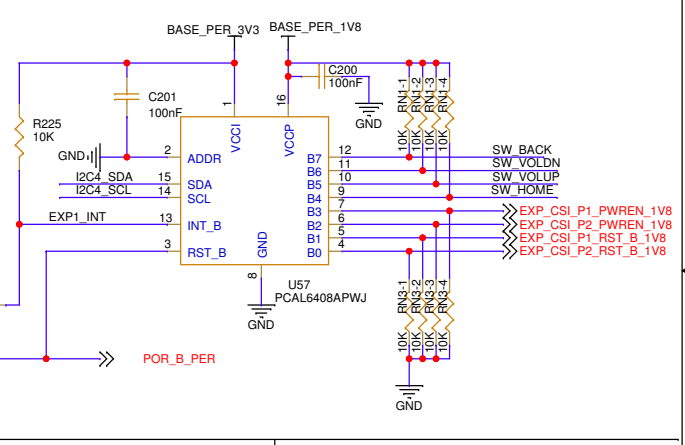 BASE_PER_3V3
BASE_PER_1V8
C201
100nF
C200
100nF
GND
R225
10K
RN1-1
RN1-2
RN1-3
RN1-4
10K
10K
10K
10K
1
16
VCCI
VCCP
GND
2
ADDR
I2C4_SDA
15
SDA
I2C4_SCL
14
SCL
EXP1_INT
13
INT_B
3
RST_B
GND
8
GND
B7
12
SW_BACK
B6
11
SW_VOLDN
B5
10
SW_VOLUP
B4
9
SW_HOME
B3
7
EXP_CSI_P1_PWREN_1V8
B2
6
EXP_CSI_P2_PWREN_1V8
B1
5
EXP_CSI_P1_RST_B_1V8
B0
4
EXP_CSI_P2_RST_B_1V8
U57
PCAL6408APWJ
RN3-1
RN3-2
RN3-3
RN3-4
10K
10K
10K
10K
GND
POR_B_PER